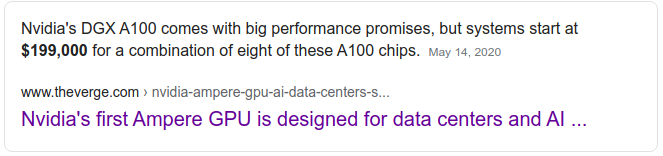 Nvidia's DGX A100 comes with big performance promises, but systems start at
$199,000 for a combination of eight of these A100 chips. May 14, 2020
www.theverge.com › nvidia-ampere-gpu-ai-data-centers-s...
Nvidia's first Ampere GPU is designed for data centers and AI ...